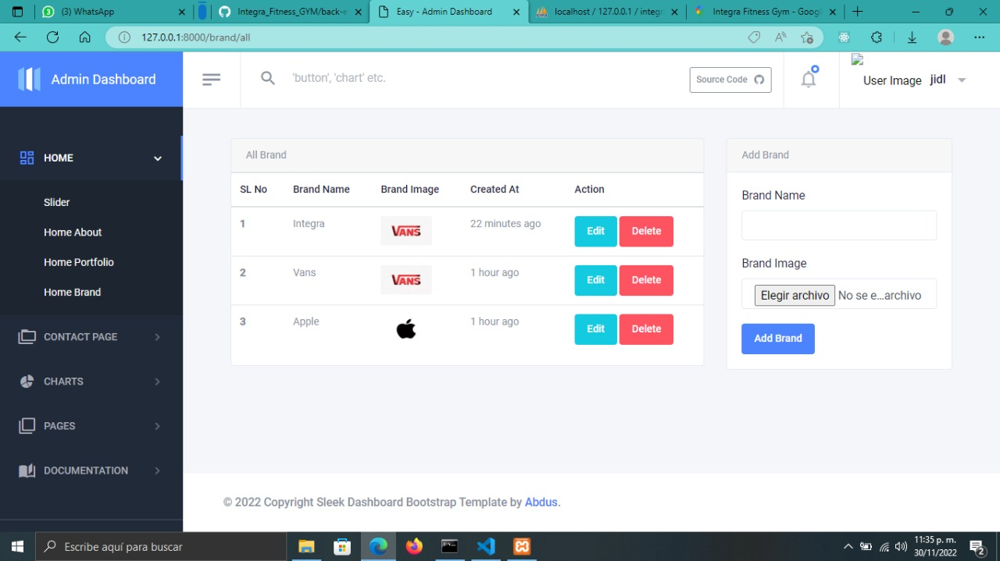 (3) WhatsApp
Integra_Fitness_GYM/back-e
Easy - Admin Dashboard
localhost / 127.0.0.1 / integr
Integra Fitness Gym - Goog
127.0.0.1:8000/brand/all
Admin Dashboard
'button', 'chart' etc.
Source Code
User Image jidl
HOME
Slider
Home About
Home Portfolio
Home Brand
CONTACT PAGE
CHARTS
PAGES
DOCUMENTATION
All Brand
SL No Brand Name Brand Image Created At Action
1 Integra VANS 22 minutes ago Edit Delete
2 Vans VANS 1 hour ago Edit Delete
3 Apple 1 hour ago Edit Delete
Add Brand
Brand Name
Brand Image
Elegir archivo No se e...archivo
Add Brand
© 2022 Copyright Sleek Dashboard Bootstrap Template by Abdus.
Escribe aquí para buscar
11:35 p. m.
30/11/2022
2